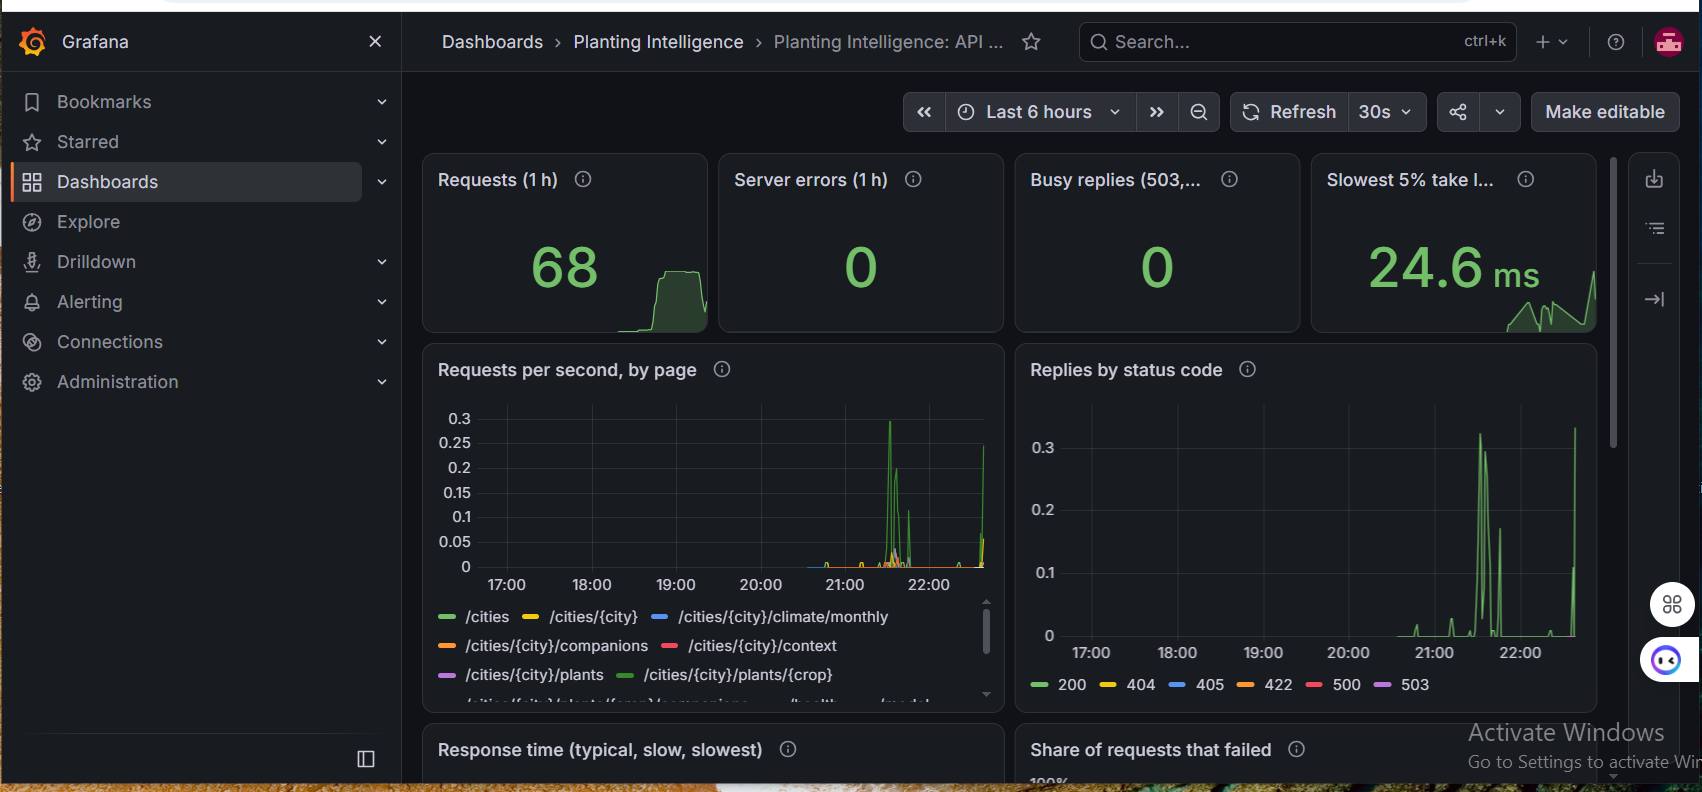 Grafana
Dashboards › Planting Intelligence › Planting Intelligence: API ...
Search...
ctrl+k
Bookmarks
Starred
Dashboards
Explore
Drilldown
Alerting
Connections
Administration
Last 6 hours
Refresh
30s
Make editable
Requests (1 h)
68
Server errors (1 h)
0
Busy replies (503,...
0
Slowest 5% take l...
24.6 ms
Requests per second, by page
0.3
0.25
0.2
0.15
0.1
0.05
0
17:00 18:00 19:00 20:00 21:00 22:00
/cities /cities/{city} /cities/{city}/climate/monthly
/cities/{city}/companions /cities/{city}/context
/cities/{city}/plants /cities/{city}/plants/{crop}
Replies by status code
0.3
0.2
0.1
0
17:00 18:00 19:00 20:00 21:00 22:00
200 404 405 422 500 503
Response time (typical, slow, slowest)
Share of requests that failed
100%
Activate Windows
Go to Settings to activate Win